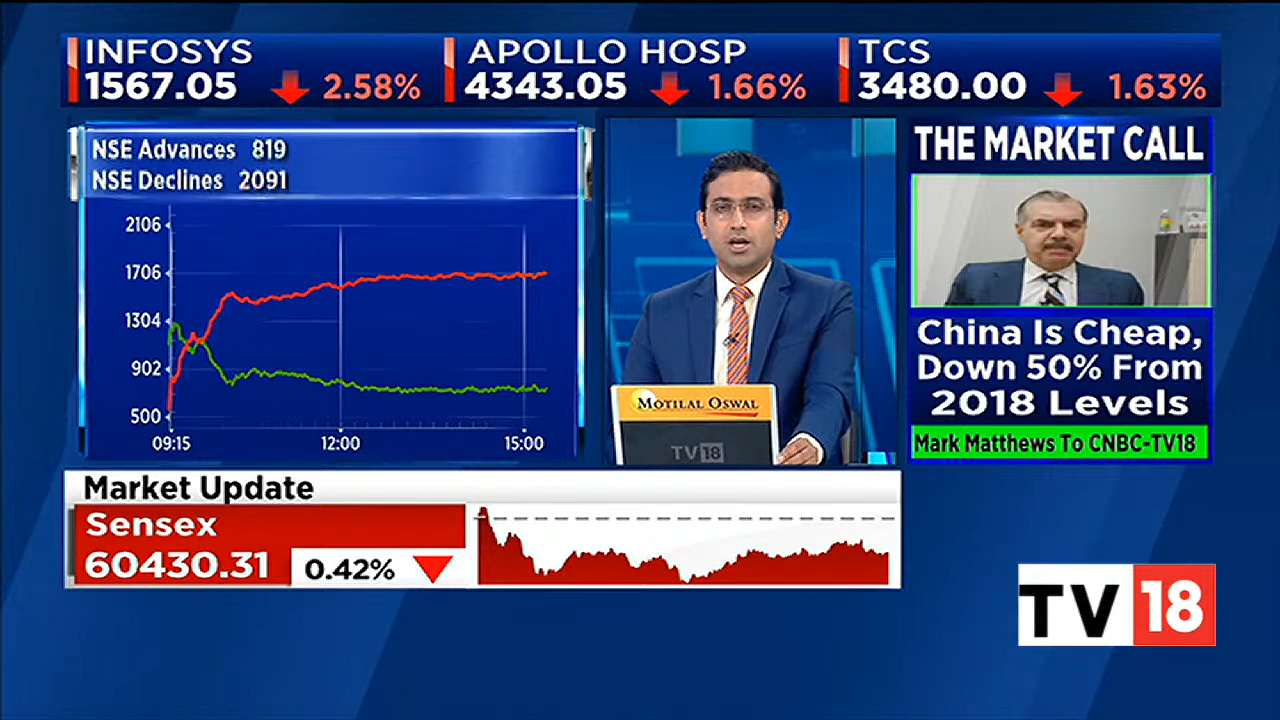 INFOSYS
1567.05 2.58%
APOLLO HOSP
4343.05 1.66%
TCS
3480.00 1.63%
NSE Advances 819
NSE Declines 2091
2106
1706
1304
902
500
09:15 12:00 15:00
MOTILAL OSWAL
TV18
THE MARKET CALL
China Is Cheap,
Down 50% From
2018 Levels
Mark Matthews To CNBC-TV18
Market Update
Sensex
60430.31 0.42%
TV18